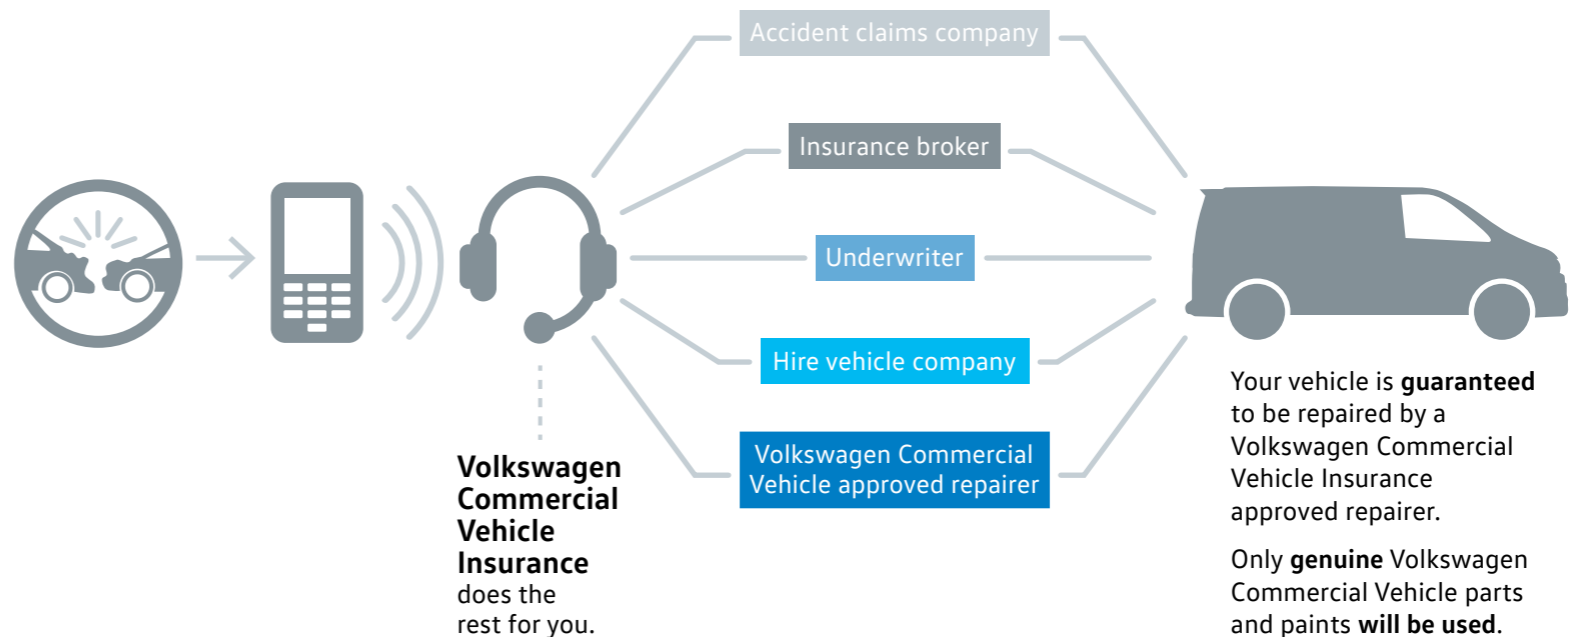 Accident claims company
Insurance broker
Underwriter
Hire vehicle company
Volkswagen Commercial
Vehicle approved repairer
Volkswagen
Commercial
Vehicle
Insurance
does the
rest for you.
Your vehicle is guaranteed
to be repaired by a
Volkswagen Commercial
Vehicle Insurance
approved repairer.
Only genuine Volkswagen
Commercial Vehicle parts
and paints will be used.